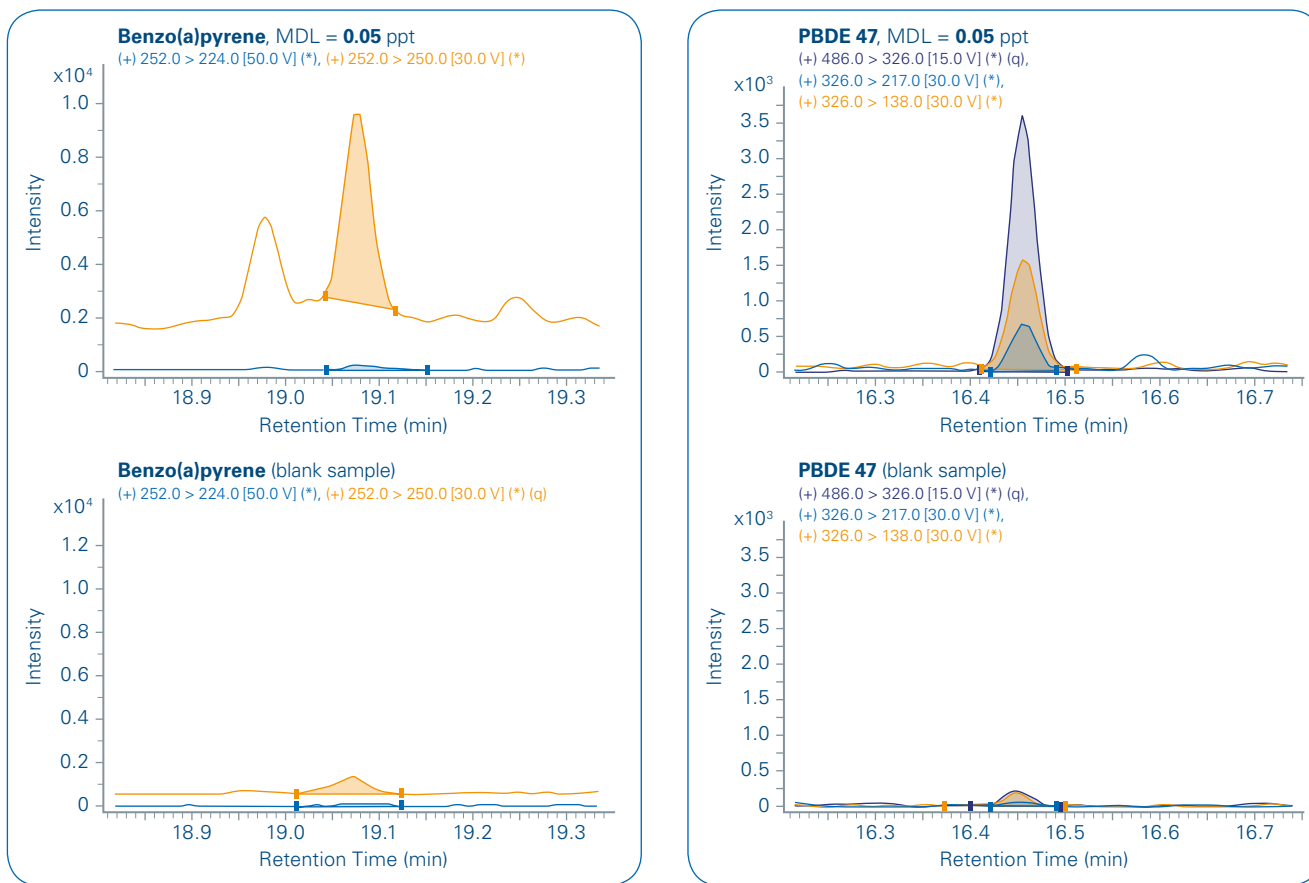 Benzo(a)pyrene, MDL = 0.05 ppt
(+) 252.0 > 224.0 [50.0 V] (*), (+) 252.0 > 250.0 [30.0 V] (*)
x10⁴
1.0
0.8
0.6
0.4
0.2
0
Intensity
18.9 19.0 19.1 19.2 19.3
Retention Time (min)
PBDE 47, MDL = 0.05 ppt
(+) 486.0 > 326.0 [15.0 V] (*) (q),
(+) 326.0 > 217.0 [30.0 V] (*),
(+) 326.0 > 138.0 [30.0 V] (*)
x10³
3.5
3.0
2.5
2.0
1.5
1.0
0.5
0
Intensity
16.3 16.4 16.5 16.6 16.7
Retention Time (min)
Benzo(a)pyrene (blank sample)
(+) 252.0 > 224.0 [50.0 V] (*), (+) 252.0 > 250.0 [30.0 V] (*) (q)
x10⁴
1.2
1.0
0.8
0.6
0.4
0.2
0
Intensity
18.9 19.0 19.1 19.2 19.3
Retention Time (min)
PBDE 47 (blank sample)
(+) 486.0 > 326.0 [15.0 V] (*) (q),
(+) 326.0 > 217.0 [30.0 V] (*),
(+) 326.0 > 138.0 [30.0 V] (*)
x10³
3.5
3.0
2.5
2.0
1.5
1.0
0.5
0
Intensity
16.3 16.4 16.5 16.6 16.7
Retention Time (min)